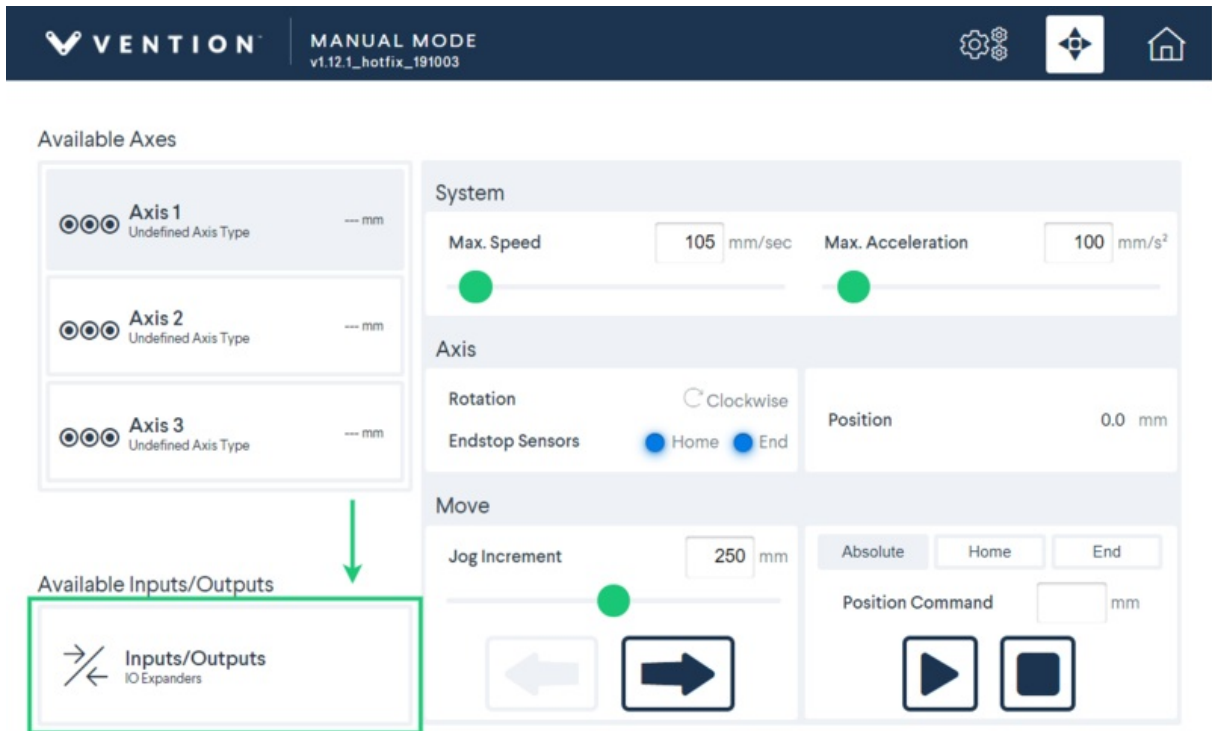 VENTION™
MANUAL MODE
v1.12.1_hotfix_191003
Available Axes
Axis 1
Undefined Axis Type
--- mm
Axis 2
Undefined Axis Type
--- mm
Axis 3
Undefined Axis Type
--- mm
Available Inputs/Outputs
Inputs/Outputs
IO Expanders
System
Max. Speed 105 mm/sec
Max. Acceleration 100 mm/s²
Axis
Rotation Clockwise
Endstop Sensors Home End
Position 0.0 mm
Move
Jog Increment 250 mm
Absolute Home End
Position Command mm